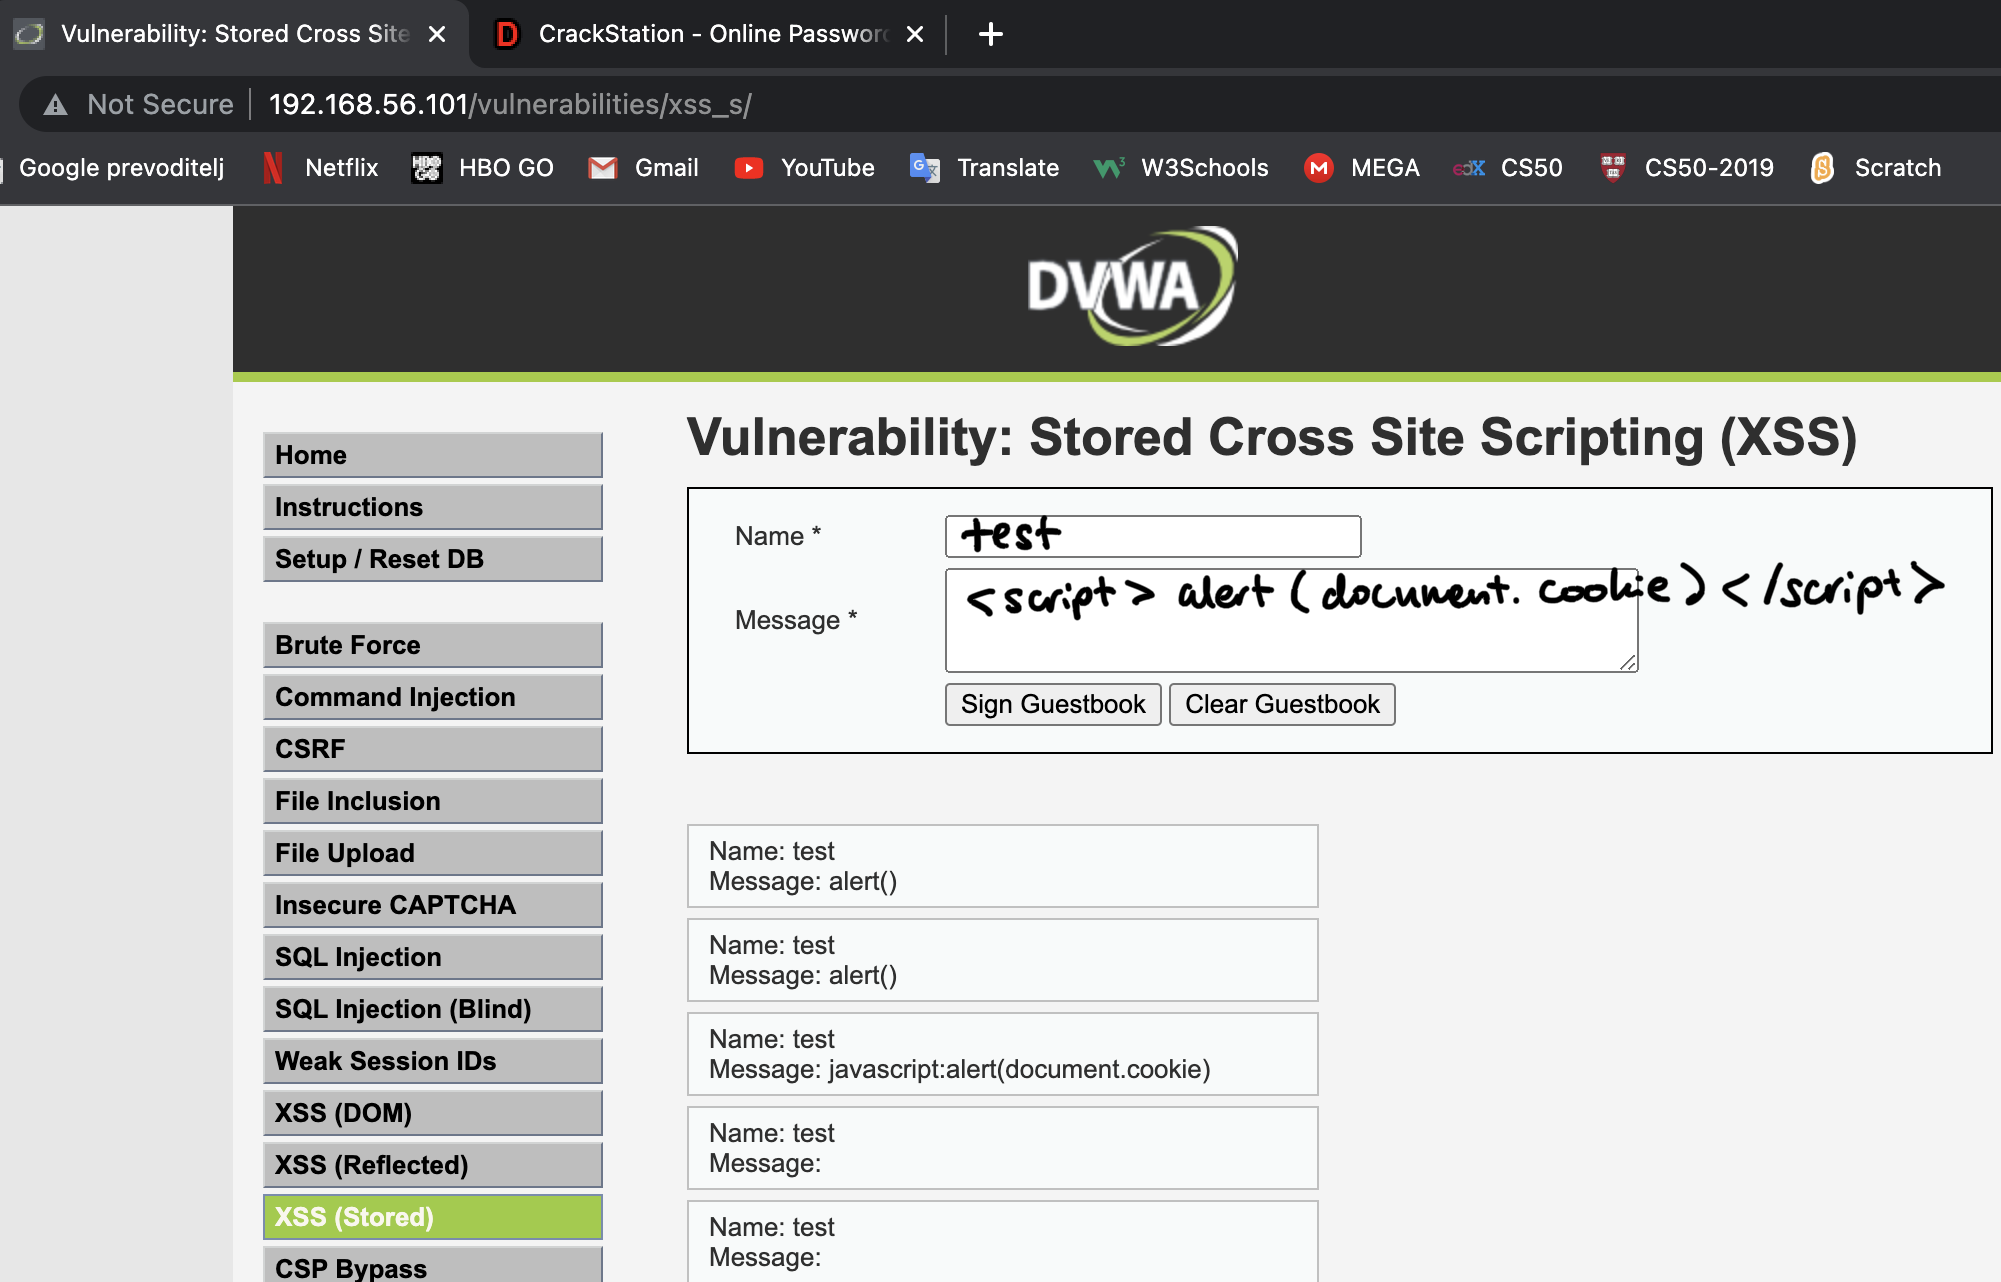 Vulnerability: Stored Cross Site
CrackStation - Online Passwor
Not Secure 192.168.56.101/vulnerabilities/xss_s/
Google prevoditelj Netflix HBO GO Gmail YouTube Translate W3Schools MEGA CS50 CS50-2019 Scratch
DVWA
Vulnerability: Stored Cross Site Scripting (XSS)
Home
Instructions
Setup / Reset DB
Brute Force
Command Injection
CSRF
File Inclusion
File Upload
Insecure CAPTCHA
SQL Injection
SQL Injection (Blind)
Weak Session IDs
XSS (DOM)
XSS (Reflected)
XSS (Stored)
CSP Bypass
Name * test
Message * <script> alert (document. cookie) </script>
Sign Guestbook Clear Guestbook
Name: test
Message: alert()
Name: test
Message: alert()
Name: test
Message: javascript:alert(document.cookie)
Name: test
Message:
Name: test
Message: